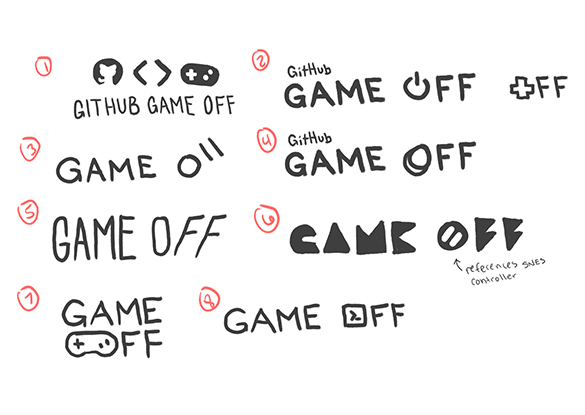 1
GITHUB GAME OFF
2
GitHub
GAME OFF
FF
3
GAME O
4
GitHub
GAME OFF
5
GAME OFF
6
GAME OFF
references SNES
controller
7
GAME
FF
8
GAME FF